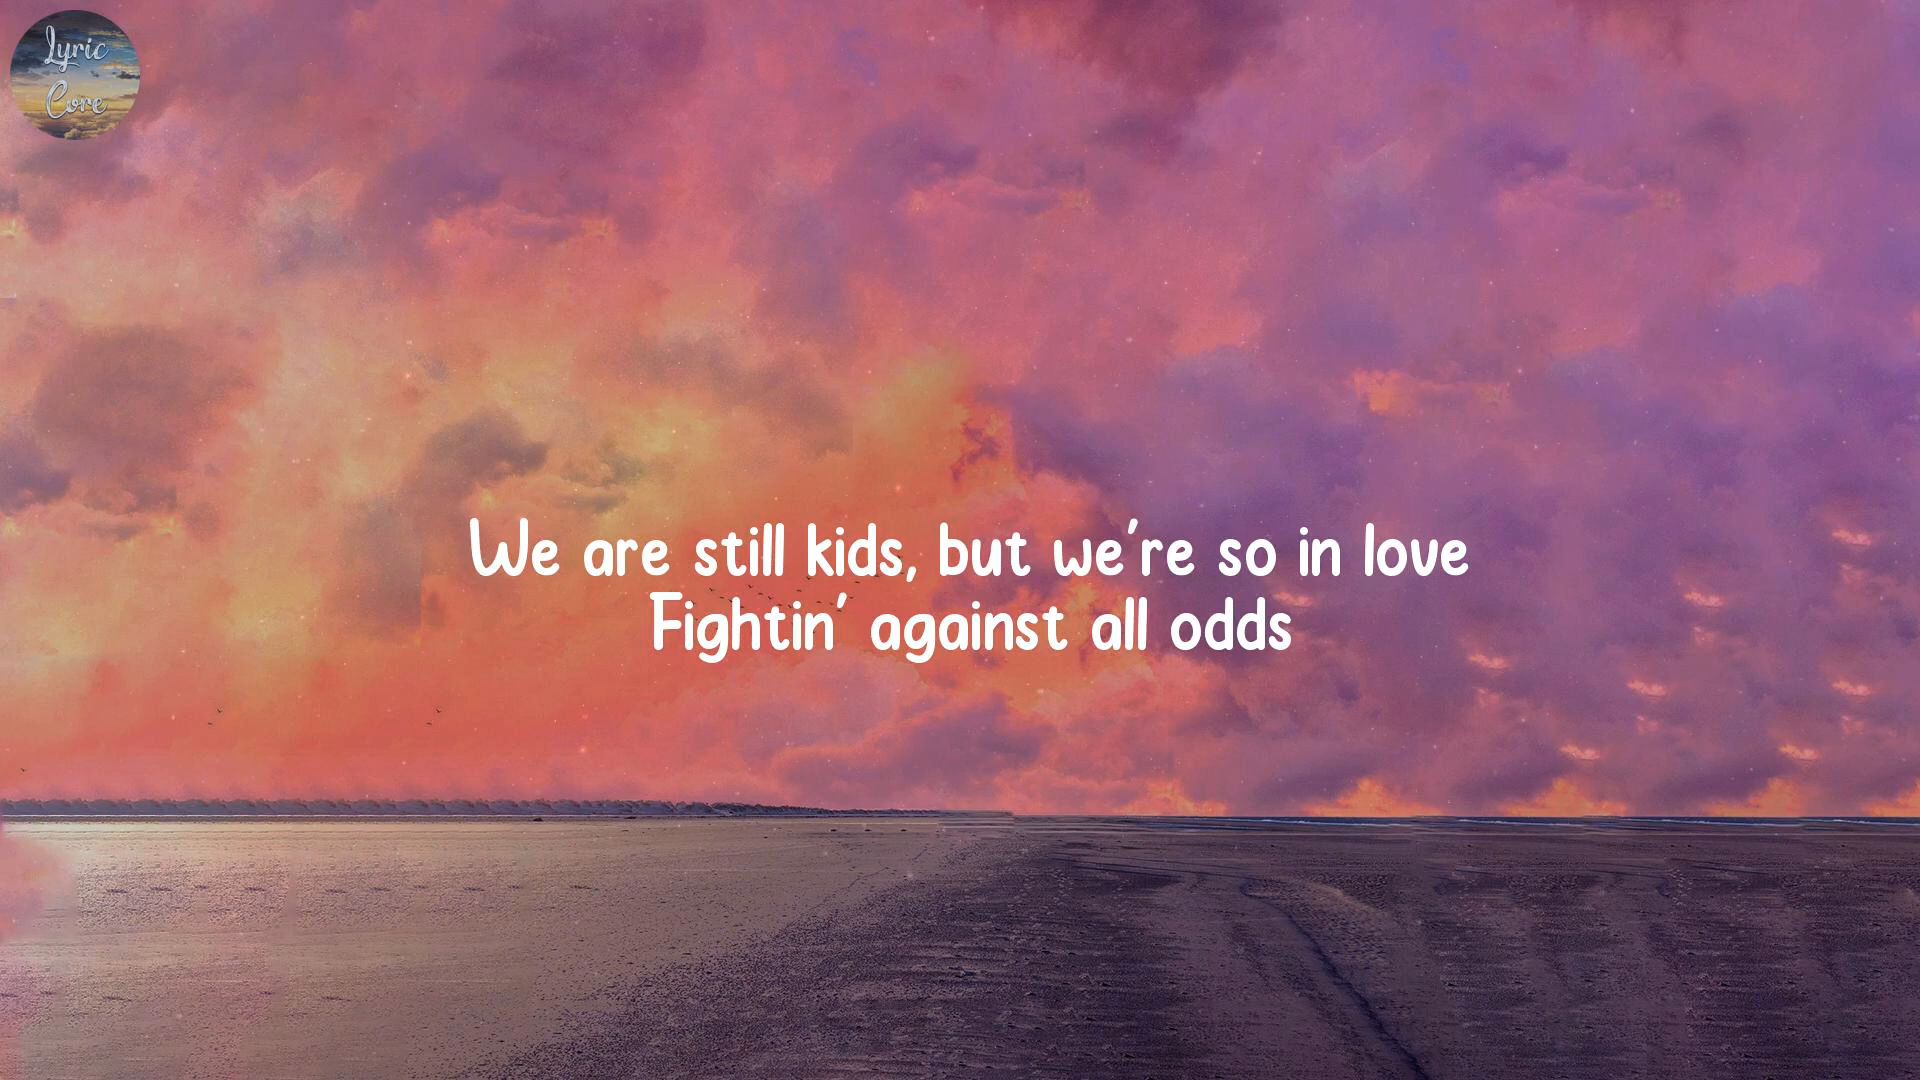 Lyric
Core
We are still kids, but we're so in love
Fightin' against all odds